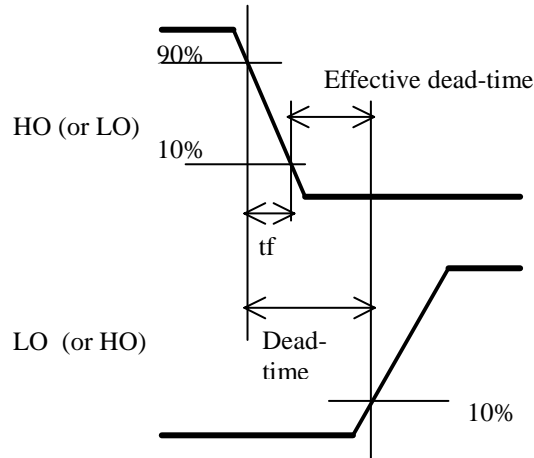 90%
Effective dead-time
HO (or LO)
10%
tf
LO (or HO)
Dead-
time
10%